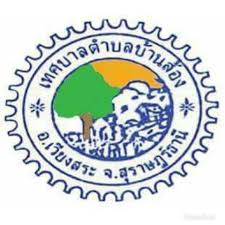 เทศบาลตำบลบ้านส้อง
อ.เวียงสระ จ.สุราษฎร์ธานี